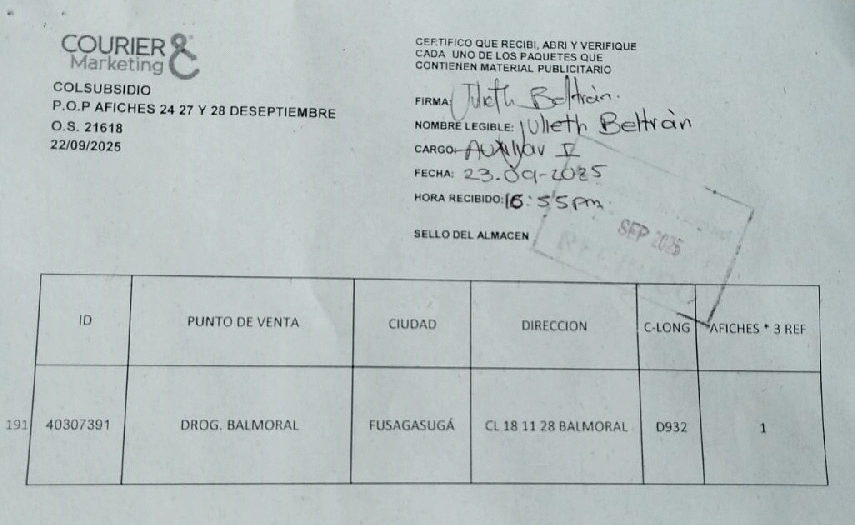 COURIER &
Marketing
COLSUBSIDIO
P.O.P AFICHES 24 27 Y 28 DESEPTIEMBRE
O.S. 21618
22/09/2025
CERTIFICO QUE RECIBI, ABRI Y VERIFIQUE
CADA UNO DE LOS PAQUETES QUE
CONTIENEN MATERIAL PUBLICITARIO
FIRMA: Julieth Beltrán.
NOMBRE LEGIBLE: Julieth Beltràn
CARGO: Auxiliar V
FECHA: 23.09-2025
HORA RECIBIDO: 16:55pm.
SELLO DEL ALMACEN
SEP 2025
ID PUNTO DE VENTA CIUDAD DIRECCION C-LONG AFICHES * 3 REF
191 40307391 DROG. BALMORAL FUSAGASUGÁ CL 18 11 28 BALMORAL D932 1